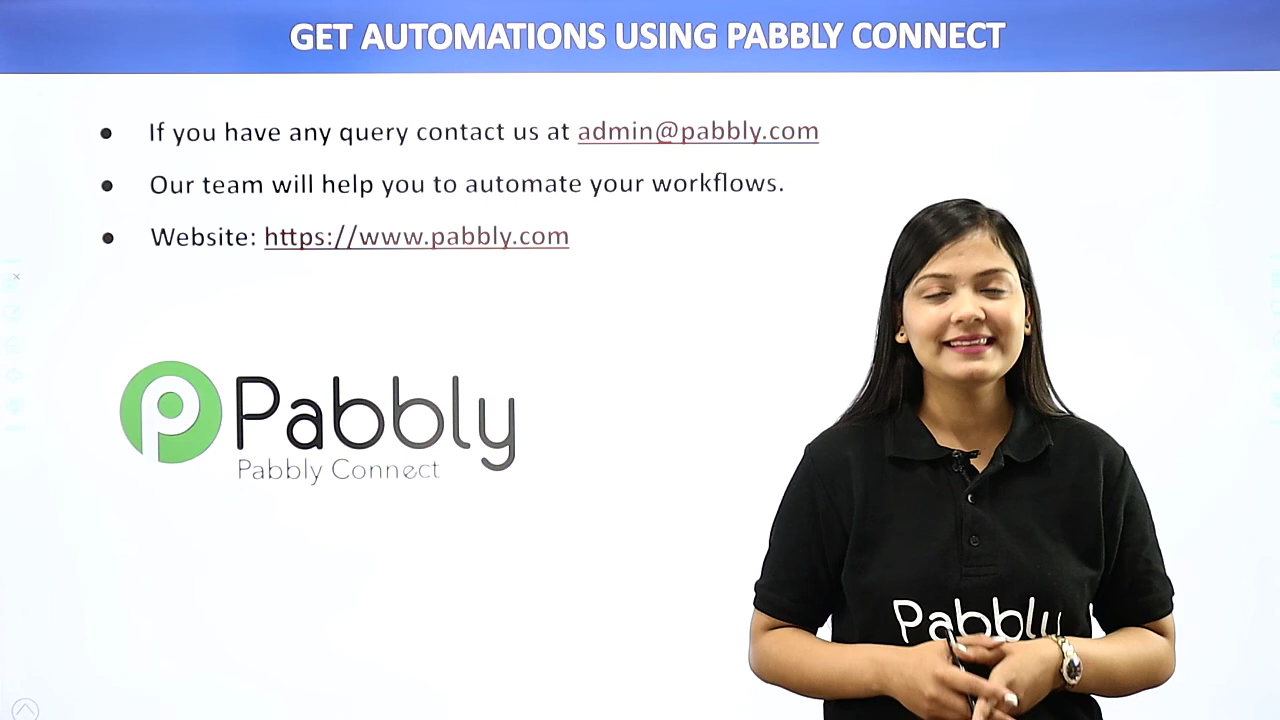 GET AUTOMATIONS USING PABBLY CONNECT
● If you have any query contact us at admin@pabbly.com
● Our team will help you to automate your workflows.
● Website: https://www.pabbly.com
Pabbly
Pabbly Connect
Pabbly